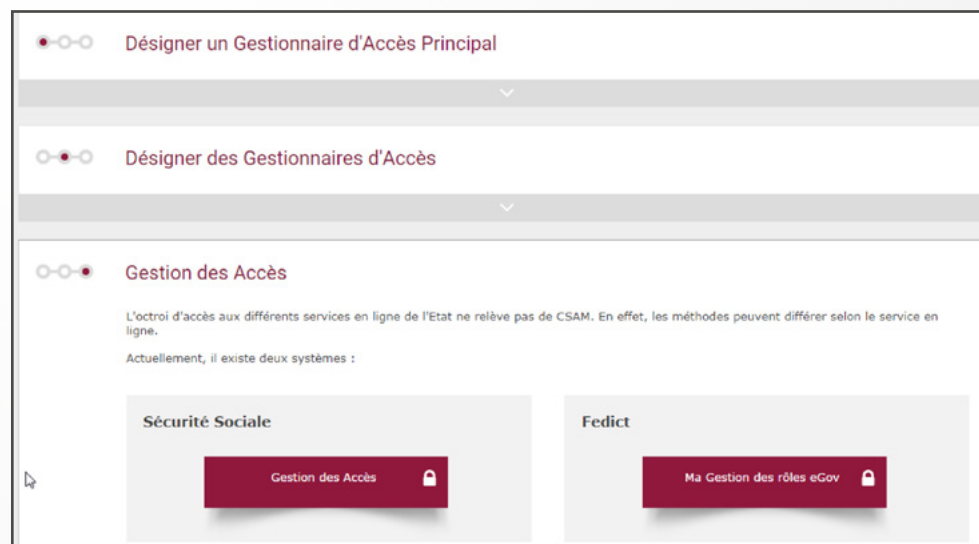 Désigner un Gestionnaire d'Accès Principal
Désigner des Gestionnaires d'Accès
Gestion des Accès
L'octroi d'accès aux différents services en ligne de l'Etat ne relève pas de CSAM. En effet, les méthodes peuvent différer selon le service en
ligne.
Actuellement, il existe deux systèmes :
Sécurité Sociale
Gestion des Accès
Fedict
Ma Gestion des rôles eGov